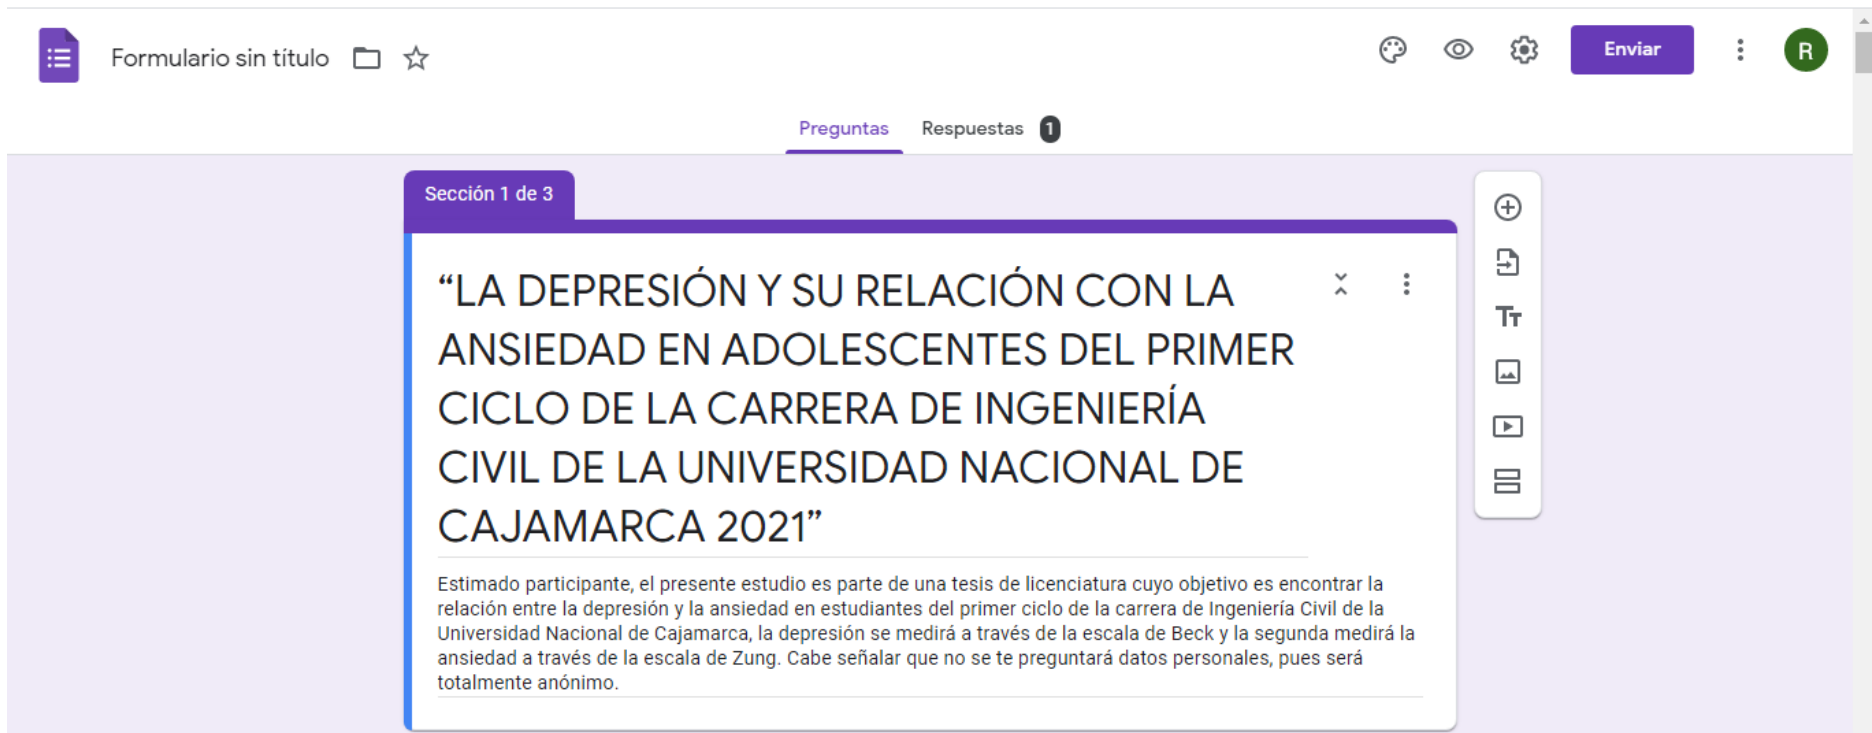 Formulario sin título
Enviar
R
Preguntas Respuestas 1
Sección 1 de 3
“LA DEPRESIÓN Y SU RELACIÓN CON LA
ANSIEDAD EN ADOLESCENTES DEL PRIMER
CICLO DE LA CARRERA DE INGENIERÍA
CIVIL DE LA UNIVERSIDAD NACIONAL DE
CAJAMARCA 2021”
Tт
Estimado participante, el presente estudio es parte de una tesis de licenciatura cuyo objetivo es encontrar la
relación entre la depresión y la ansiedad en estudiantes del primer ciclo de la carrera de Ingeniería Civil de la
Universidad Nacional de Cajamarca, la depresión se medirá a través de la escala de Beck y la segunda medirá la
ansiedad a través de la escala de Zung. Cabe señalar que no se te preguntará datos personales, pues será
totalmente anónimo.